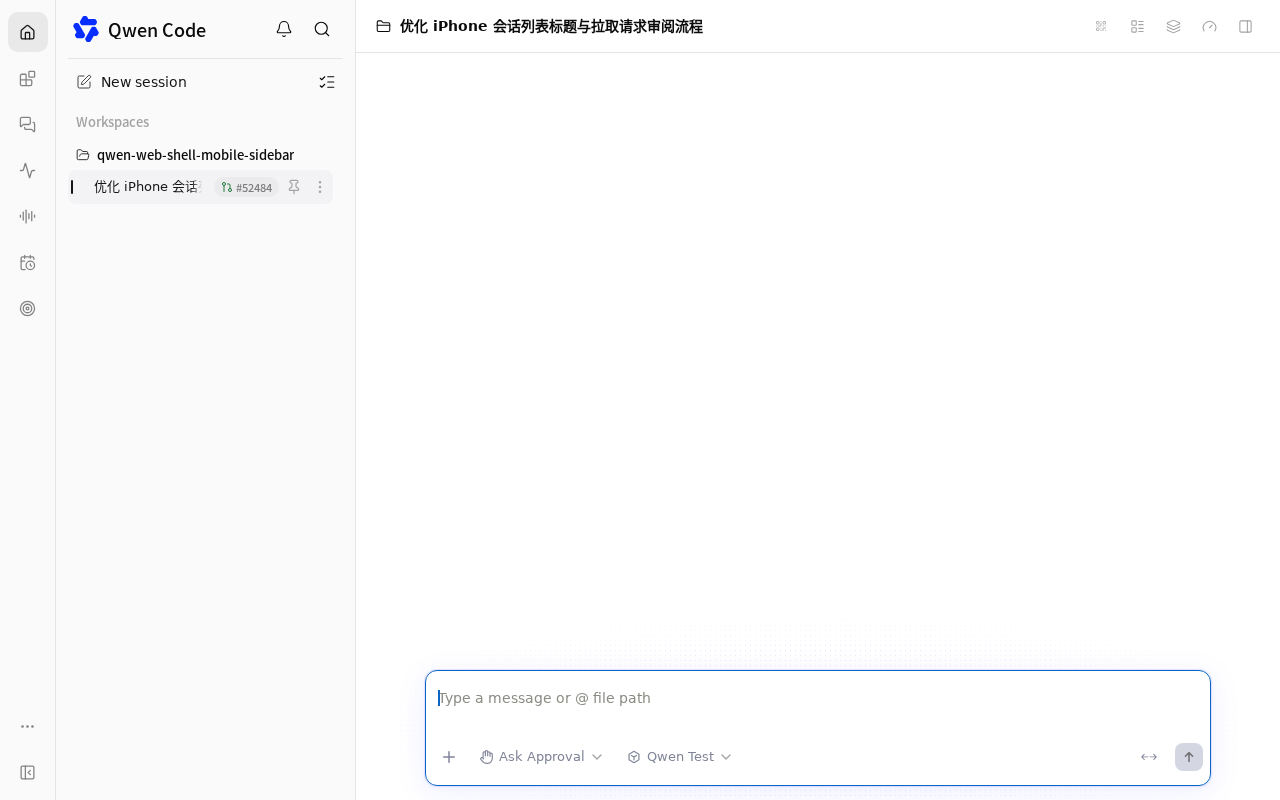 Qwen Code
New session
Workspaces
qwen-web-shell-mobile-sidebar
优化 iPhone 会话
#52484
优化 iPhone 会话列表标题与拉取请求审阅流程
Type a message or @ file path
Ask Approval
Qwen Test